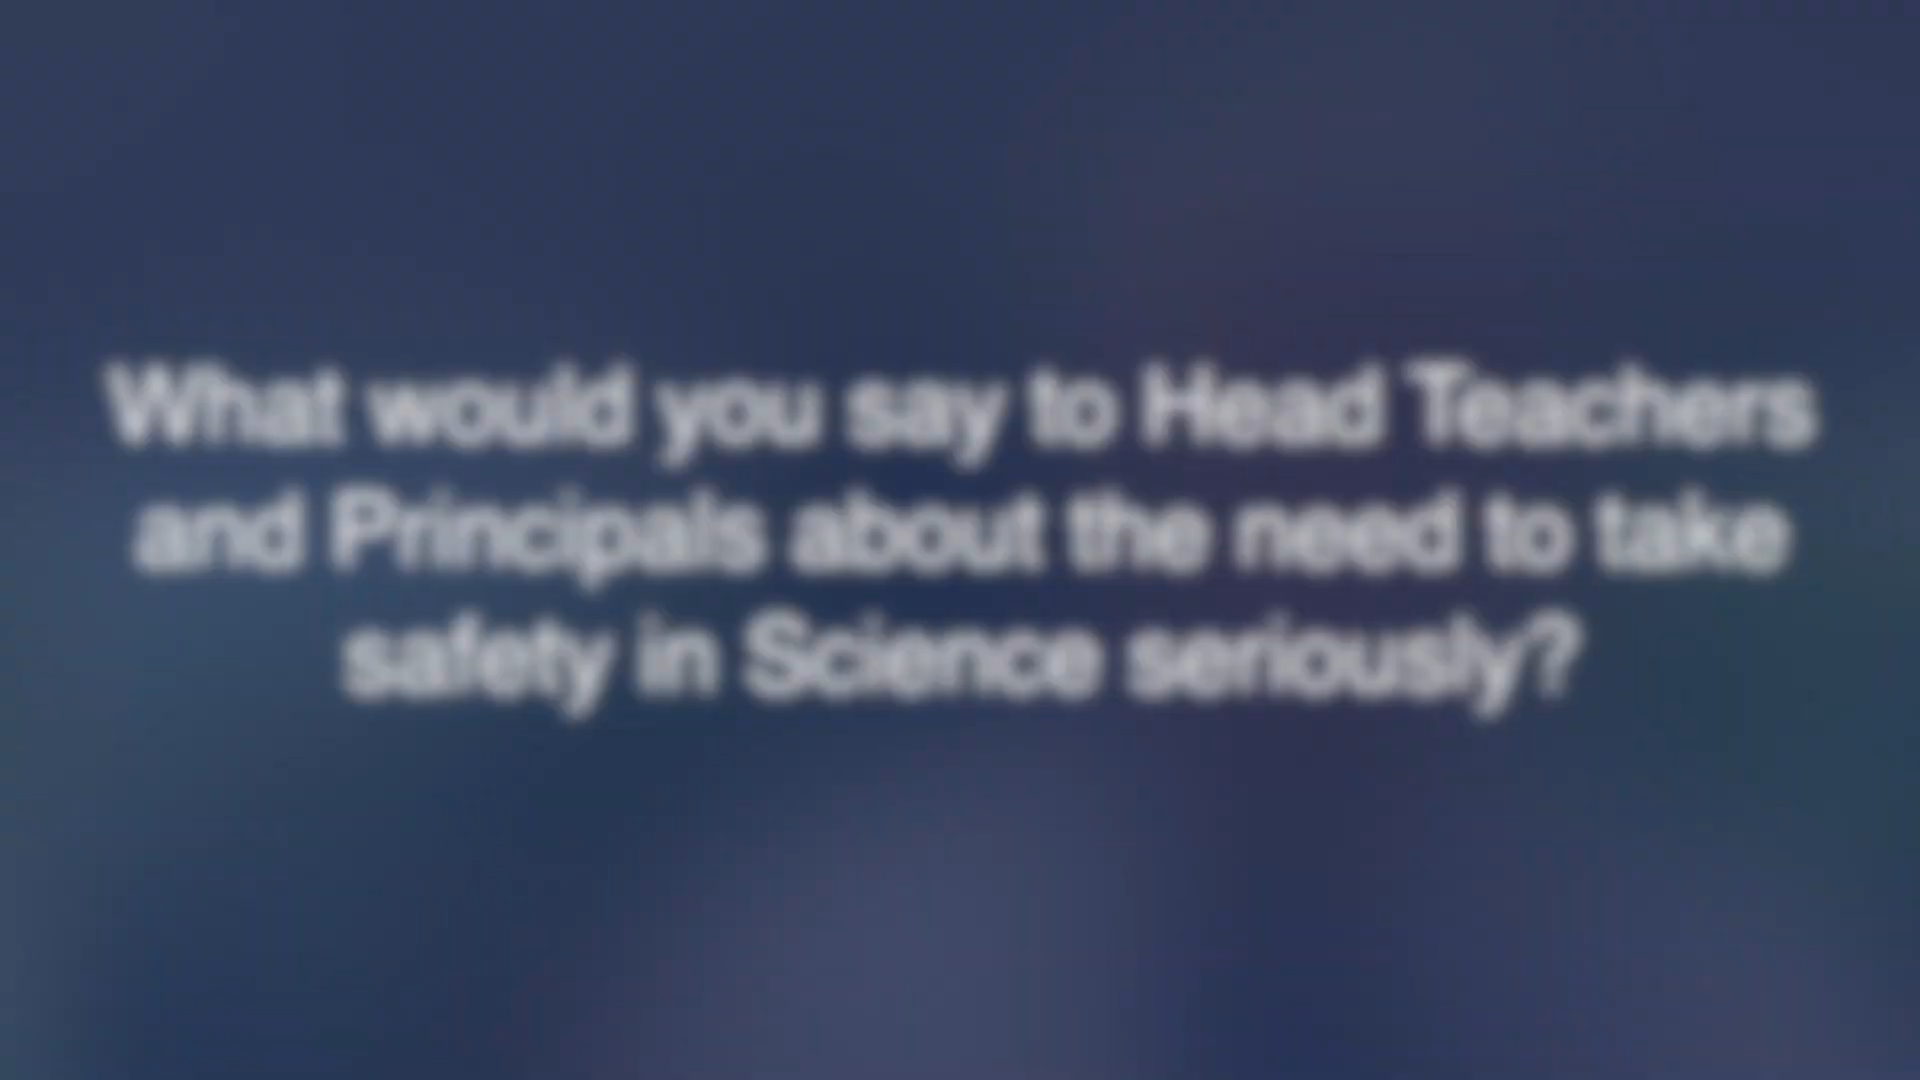 What would you say to Head Teachers
and Principals about the need to take
safety in Science seriously?